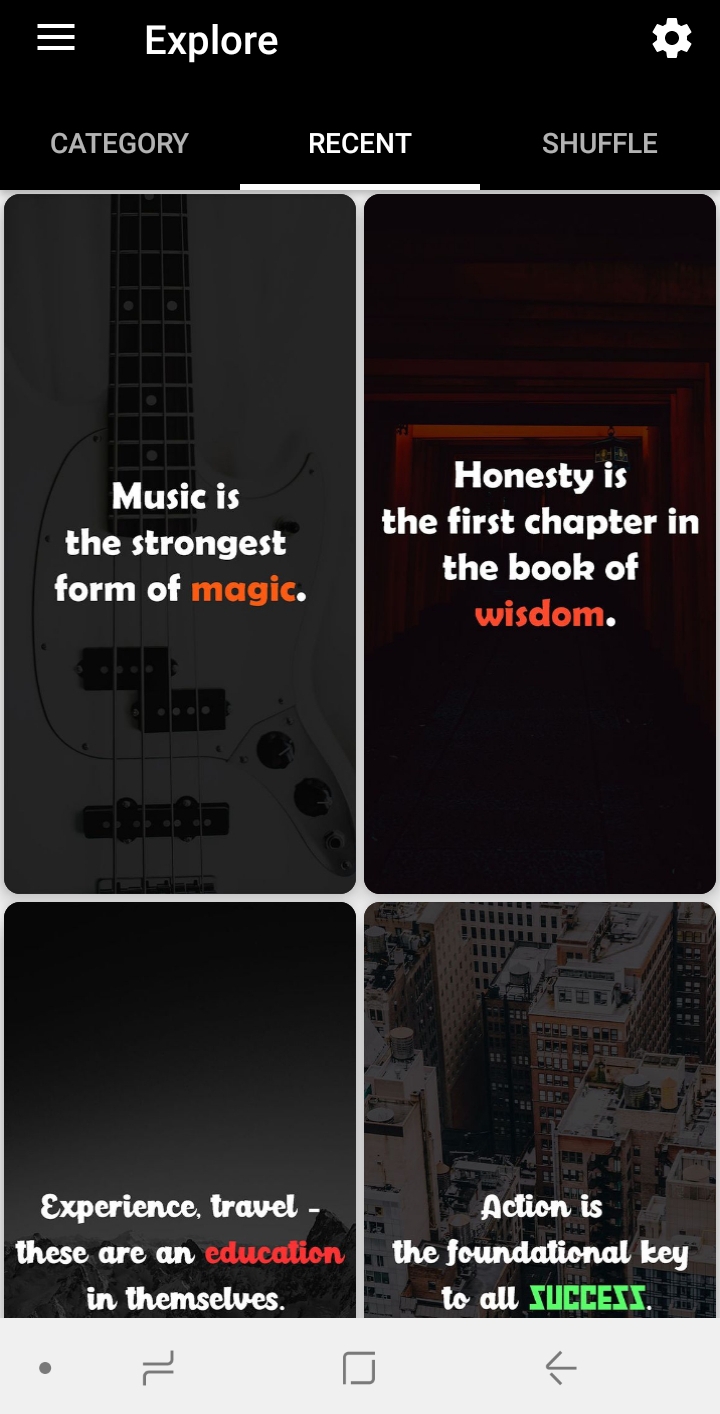 Explore
CATEGORY
RECENT
SHUFFLE
Music is
the strongest
form of magic.
Honesty is
the first chapter in
the book of
wisdom.
Experience, travel -
these are an education
in themselves.
Action is
the foundational key
to all SUCCESS.